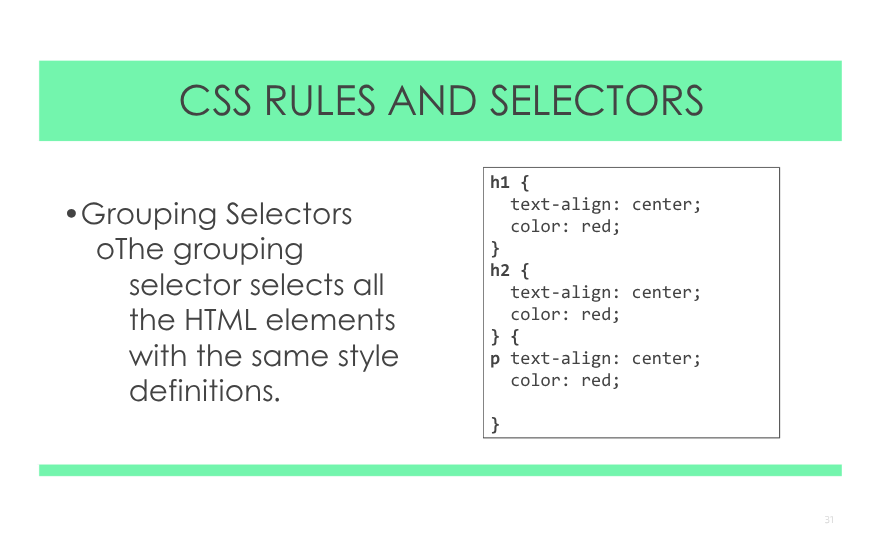 CSS RULES AND SELECTORS
•Grouping Selectors
oThe grouping
selector selects all
the HTML elements
with the same style
definitions.
h1 {
  text-align: center;
  color: red;
}
h2 {
  text-align: center;
  color: red;
} {
p text-align: center;
  color: red;
}
31